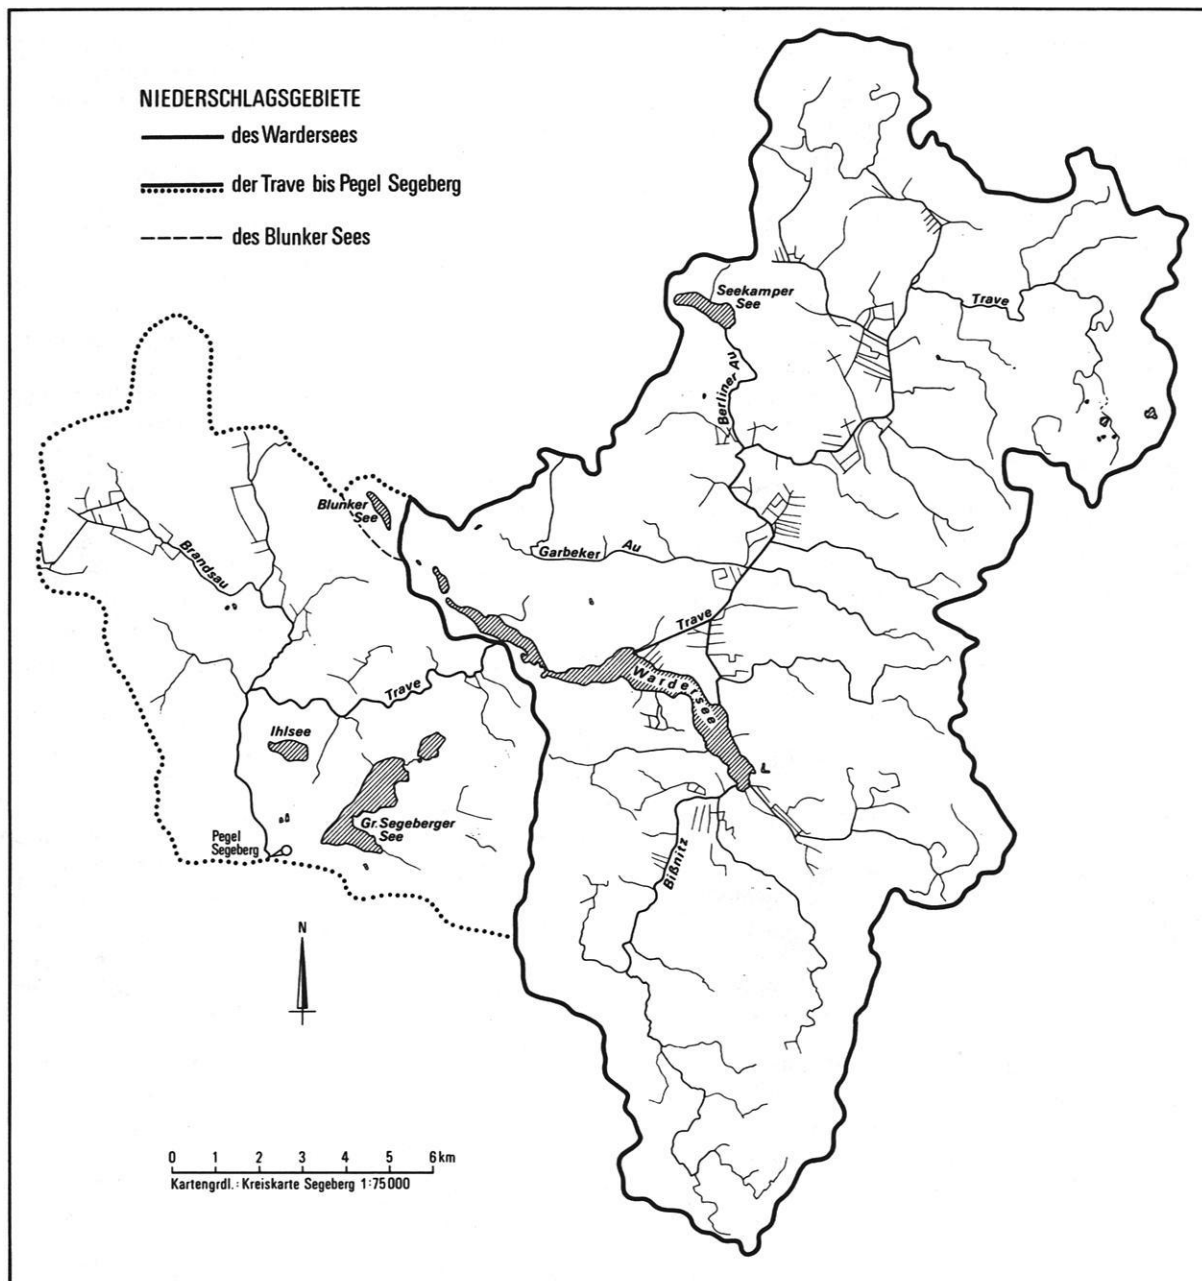 NIEDERSCHLAGSGEBIETE
des Wardersees
der Trave bis Pegel Segeberg
des Blunker Sees
Seekamper
See
Trave
Berliner Au
Blunker
See
Garbeker Au
Brandsau
Trave
Wardersee
Trave
Ihlsee
Gr. Segeberger
See
Pegel
Segeberg
Bißnitz
N
0 1 2 3 4 5 6 km
Kartengrdl.: Kreiskarte Segeberg 1:75000